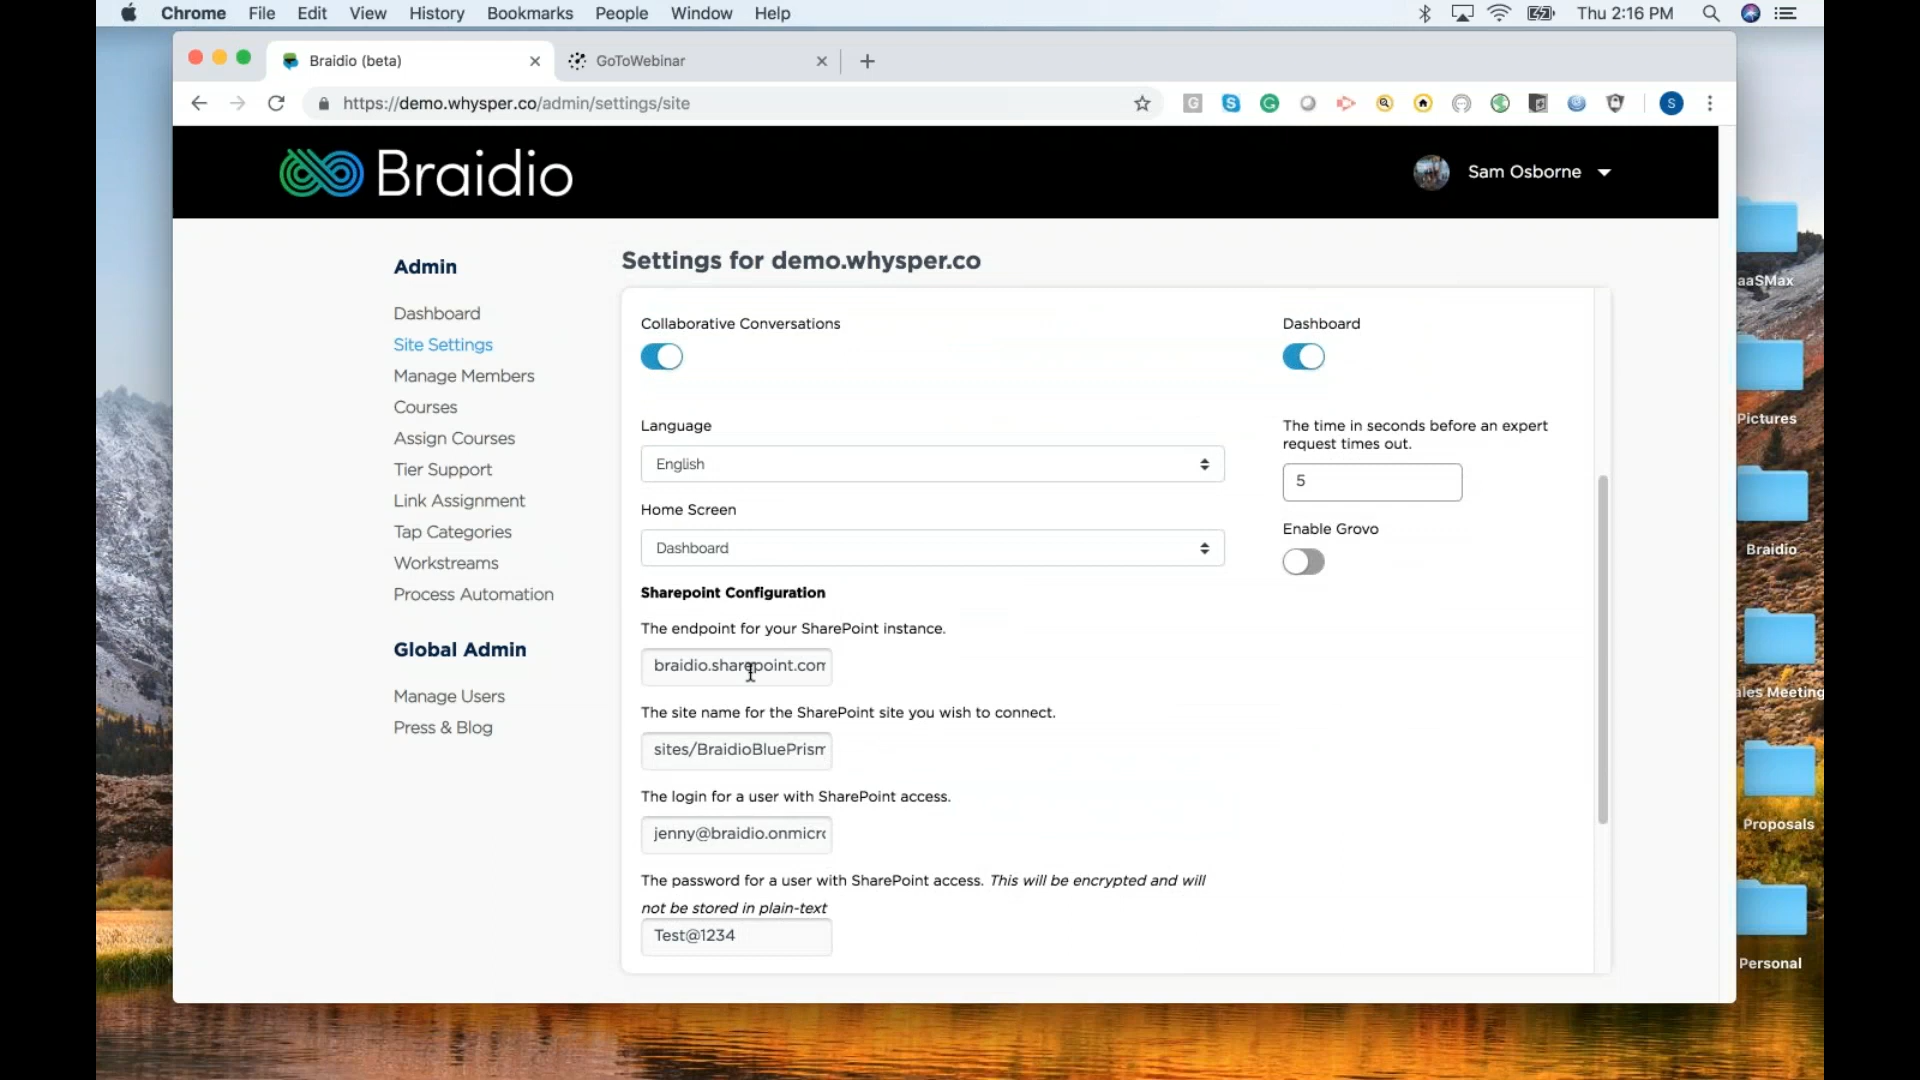 Chrome File Edit View History Bookmarks People Window Help Thu 2:16 PM
Braidio (beta) GoToWebinar
https://demo.whysper.co/admin/settings/site
Braidio
Sam Osborne
Admin
Dashboard
Site Settings
Manage Members
Courses
Assign Courses
Tier Support
Link Assignment
Tap Categories
Workstreams
Process Automation
Global Admin
Manage Users
Press & Blog
Settings for demo.whysper.co
Collaborative Conversations
Dashboard
Language
English
The time in seconds before an expert
request times out.
5
Home Screen
Dashboard
Enable Grovo
Sharepoint Configuration
The endpoint for your SharePoint instance.
braidio.sharepoint.com
The site name for the SharePoint site you wish to connect.
sites/BraidioBluePrism
The login for a user with SharePoint access.
jenny@braidio.onmicro
The password for a user with SharePoint access. This will be encrypted and will
not be stored in plain-text
Test@1234
aaSMax
Pictures
Braidio
ales Meeting
Proposals
Personal